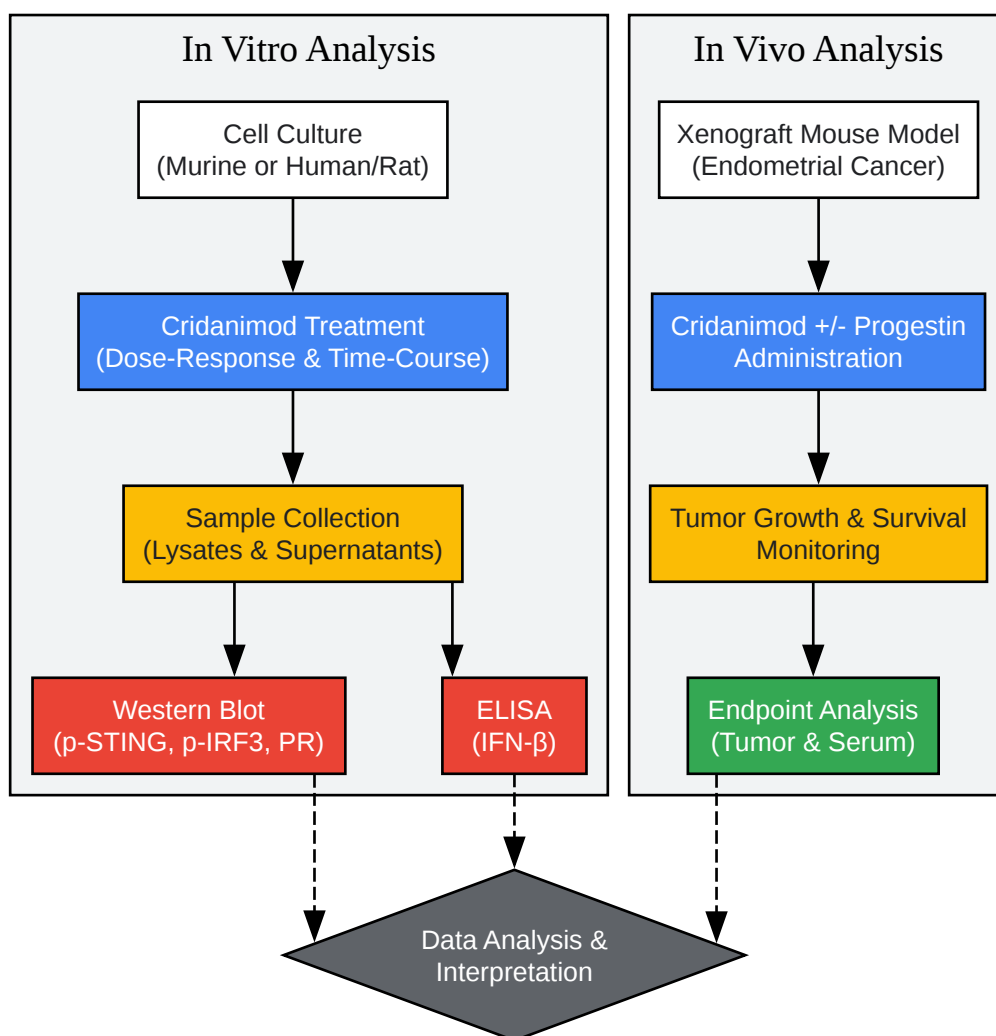 In Vitro Analysis
Cell Culture
(Murine or Human/Rat)
Cridanimod Treatment
(Dose-Response & Time-Course)
Sample Collection
(Lysates & Supernatants)
Western Blot
(p-STING, p-IRF3, PR)
ELISA
(IFN-β)
In Vivo Analysis
Xenograft Mouse Model
(Endometrial Cancer)
Cridanimod +/- Progestin
Administration
Tumor Growth & Survival
Monitoring
Endpoint Analysis
(Tumor & Serum)
Data Analysis &
Interpretation